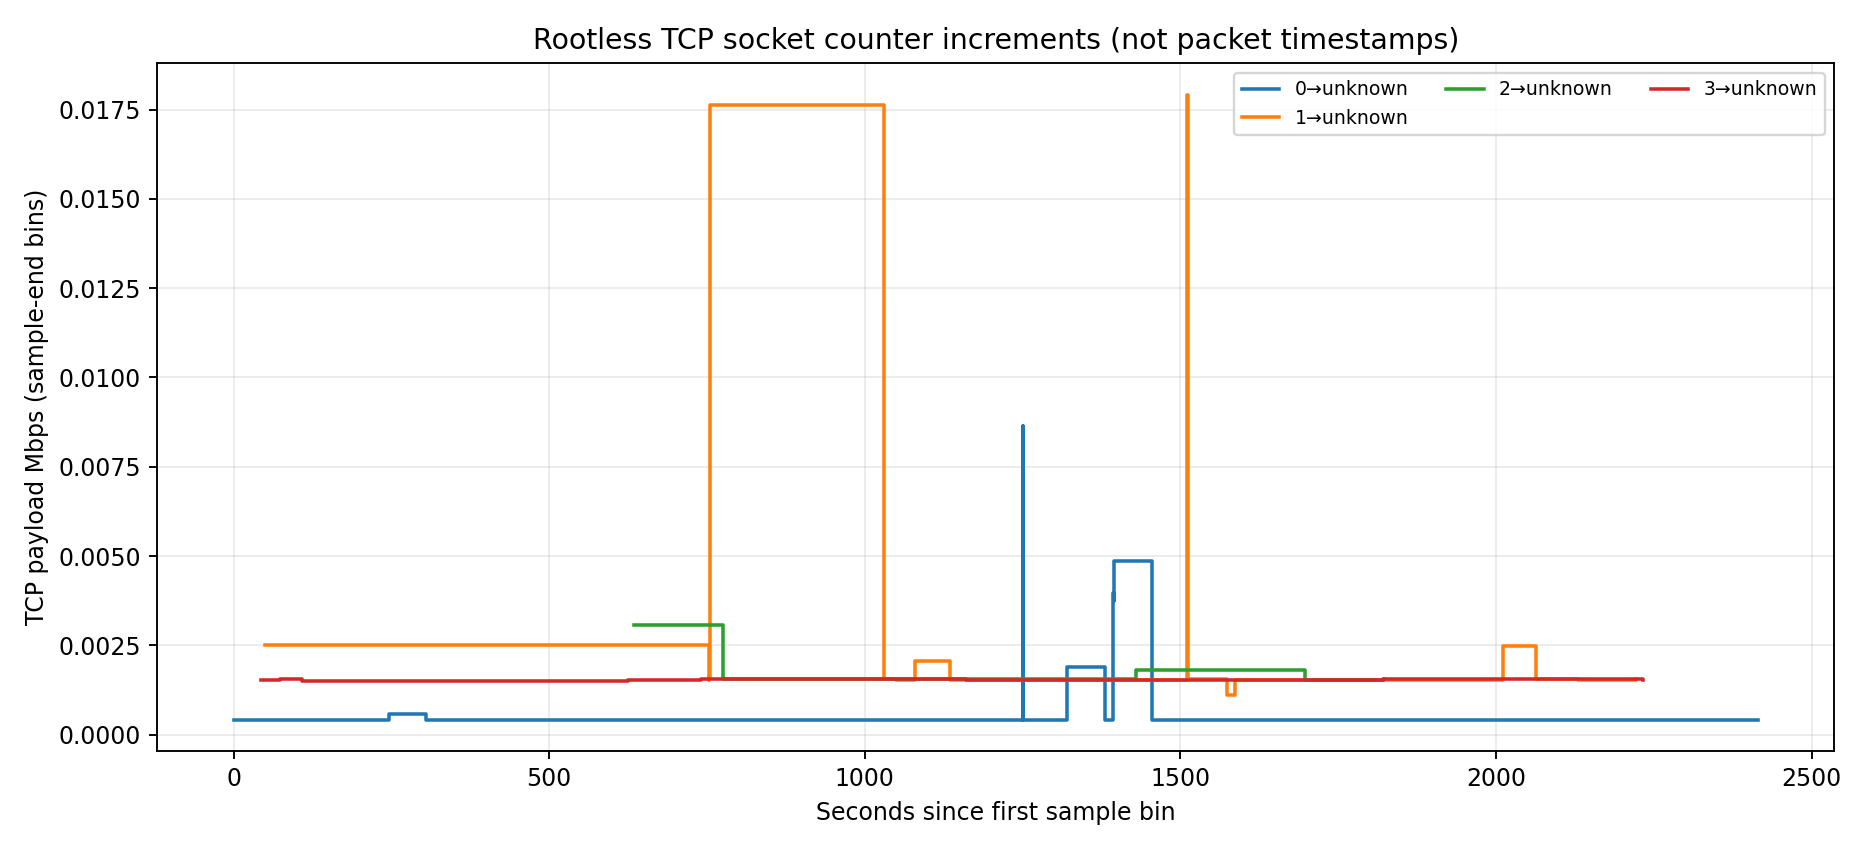 Rootless TCP socket counter increments (not packet timestamps)
0→unknown
1→unknown
2→unknown
3→unknown
TCP payload Mbps (sample-end bins)
0.0175
0.0150
0.0125
0.0100
0.0075
0.0050
0.0025
0.0000
0
500
1000
1500
2000
2500
Seconds since first sample bin